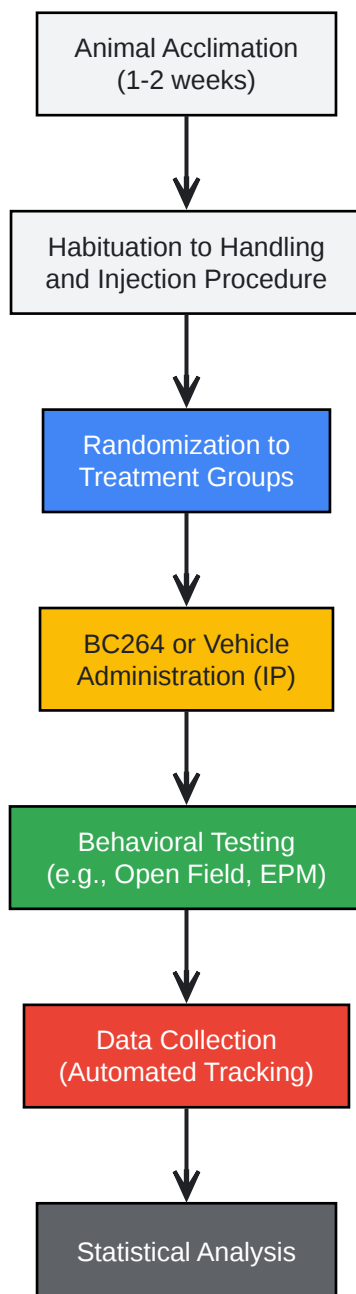 Animal Acclimation
(1-2 weeks)
Habituation to Handling
and Injection Procedure
Randomization to
Treatment Groups
BC264 or Vehicle
Administration (IP)
Behavioral Testing
(e.g., Open Field, EPM)
Data Collection
(Automated Tracking)
Statistical Analysis